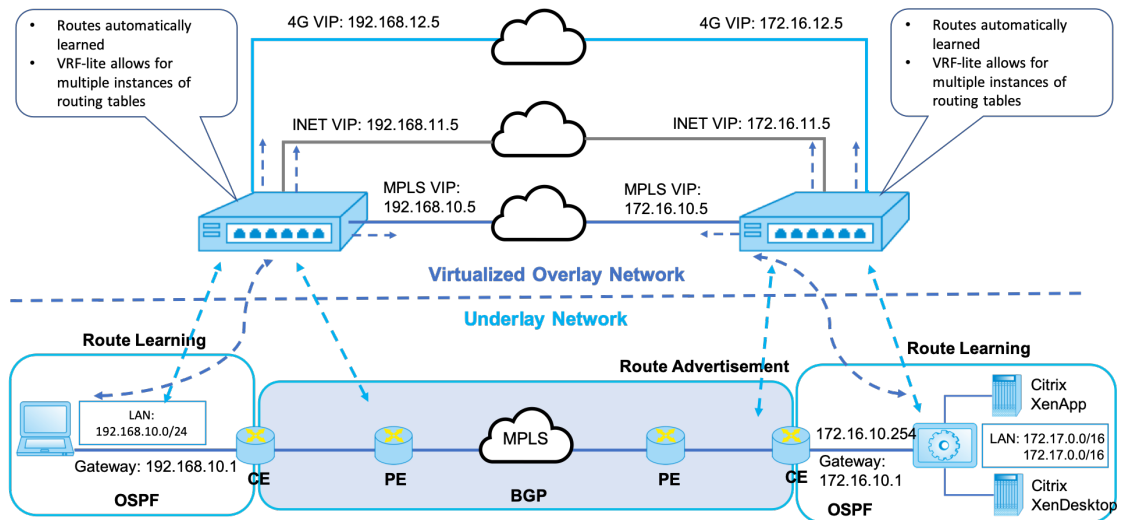 • Routes automatically
learned
• VRF-lite allows for
multiple instances of
routing tables
4G VIP: 192.168.12.5
4G VIP: 172.16.12.5
• Routes automatically
learned
• VRF-lite allows for
multiple instances of
routing tables
INET VIP: 192.168.11.5
INET VIP: 172.16.11.5
MPLS VIP:
192.168.10.5
MPLS VIP:
172.16.10.5
Virtualized Overlay Network
Underlay Network
Route Learning
Route Advertisement
Route Learning
LAN:
192.168.10.0/24
Gateway: 192.168.10.1
OSPF
CE
PE
MPLS
BGP
PE
CE
172.16.10.254
Gateway:
172.16.10.1
OSPF
Citrix
XenApp
LAN: 172.17.0.0/16
172.17.0.0/16
Citrix
XenDesktop